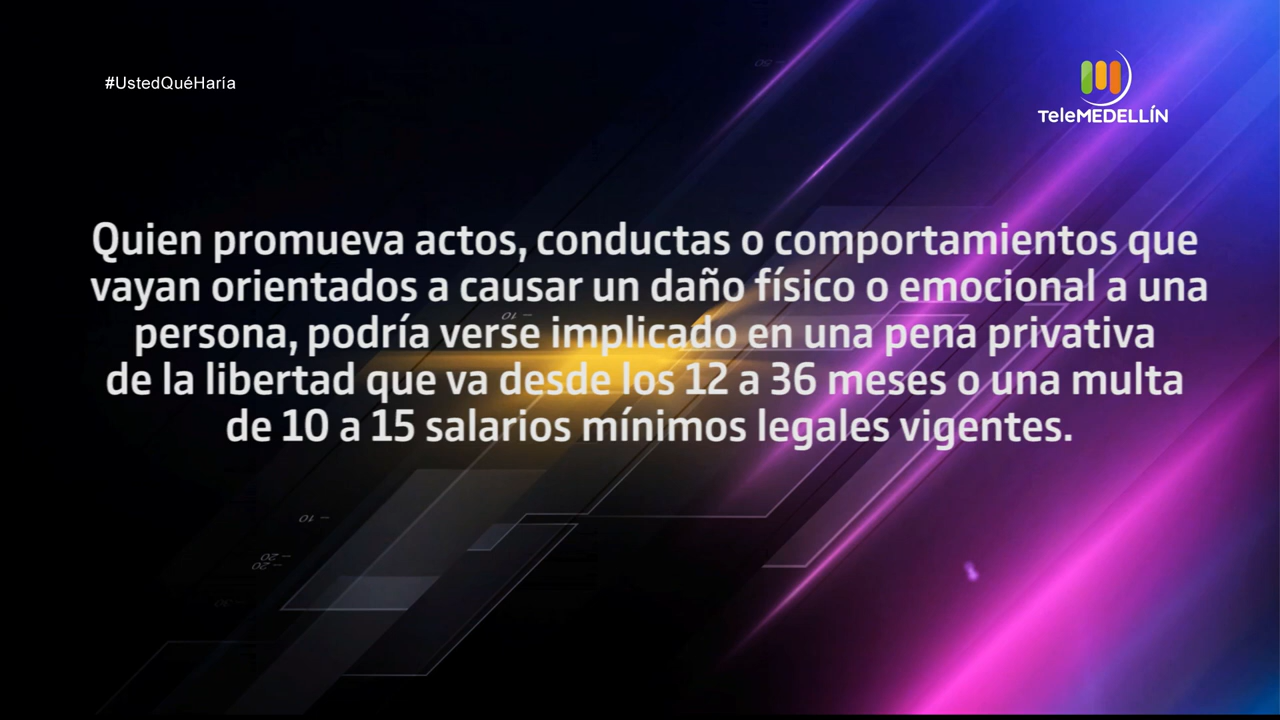 #UstedQuéHaría
TeleMEDELLÍN
Quien promueva actos, conductas o comportamientos que
vayan orientados a causar un daño físico o emocional a una
persona, podría verse implicado en una pena privativa
de la libertad que va desde los 12 a 36 meses o una multa
de 10 a 15 salarios mínimos legales vigentes.